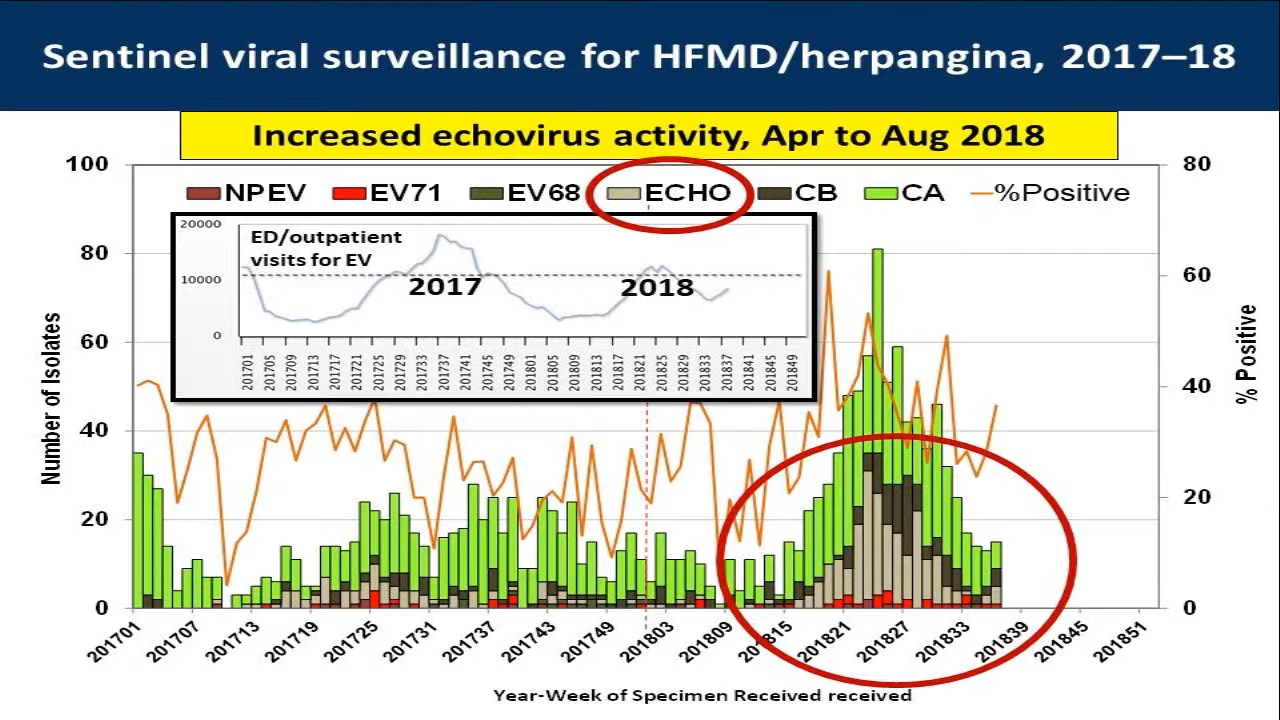 Sentinel viral surveillance for HFMD/herpangina, 2017–18
Increased echovirus activity, Apr to Aug 2018
NPEV EV71 EV68 ECHO CB CA %Positive
100
80
60
40
20
0
Number of Isolates
80
60
40
20
0
% Positive
20000
10000
0
ED/outpatient
visits for EV
2017
2018
201701 201705 201709 201713 201717 201721 201725 201729 201733 201737 201741 201745 201749 201801 201805 201809 201813 201817 201821 201825 201829 201833 201837 201841 201845 201849
201701 201707 201713 201719 201725 201731 201737 201743 201749 201803 201809 201815 201821 201827 201833 201839 201845 201851
Year-Week of Specimen Received received